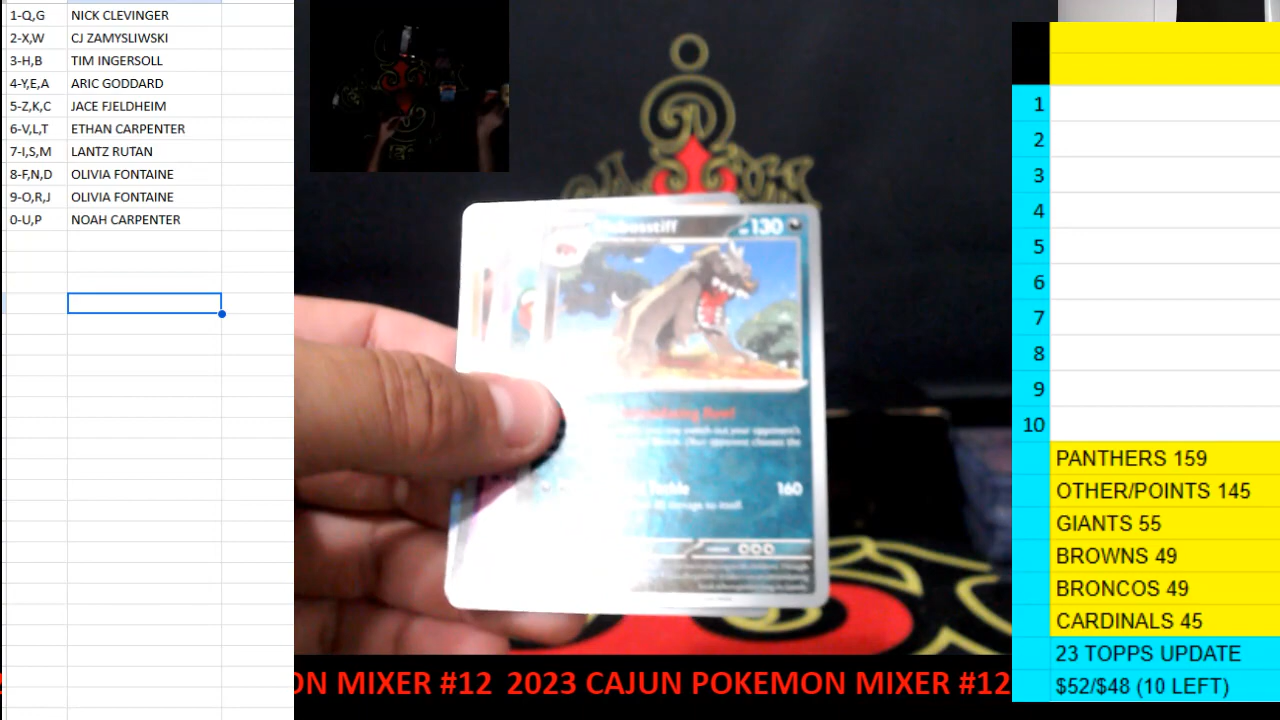 1-Q,G NICK CLEVINGER
2-X,W CJ ZAMYSLIWSKI
3-H,B TIM INGERSOLL
4-Y,E,A ARIC GODDARD
5-Z,K,C JACE FJELDHEIM
6-V,L,T ETHAN CARPENTER
7-I,S,M LANTZ RUTAN
8-F,N,D OLIVIA FONTAINE
9-O,R,J OLIVIA FONTAINE
0-U,P NOAH CARPENTER
130
160
damage to itself.
1
2
3
4
5
6
7
8
9
10
PANTHERS 159
OTHER/POINTS 145
GIANTS 55
BROWNS 49
BRONCOS 49
CARDINALS 45
23 TOPPS UPDATE
$52/$48 (10 LEFT)
ON MIXER #12 2023 CAJUN POKEMON MIXER #12